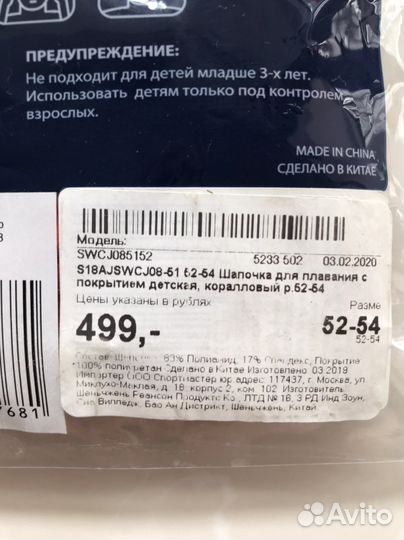 ПРЕДУПРЕЖДЕНИЕ:
Не подходит для детей младше 3-х лет.
Использовать детям только под контролем
взрослых.
MADE IN CHINA
СДЕЛАНО В КИТАЕ
Модель:
SWCJ085152 5233 502 03.02.2020
S18AJSWCJ08-51 52-54 Шапочка для плавания с
покрытием детская, коралловый р.52-54
Цены указаны в рублях Разме
499,- 52-54
52-54
Состав: 83% Полиамид, 17% Спандекс, Покрытие
100% полиуретан Сделано в Китае Изготовлено: 03.2019
Импортер ООО Спортмастер юр.адрес: 117437, г. Москва, ул.
Миклухо-Маклая, д. 18 корпус 2, ком. 102 Изготовитель:
Шеньчжень Реансон Продуктс Ко., ЛТД № 18, 3 РД Инд Зоун,
Вилледж, Бао Ан Дистрикт, Шеньчжень, Китай
7681
Avito